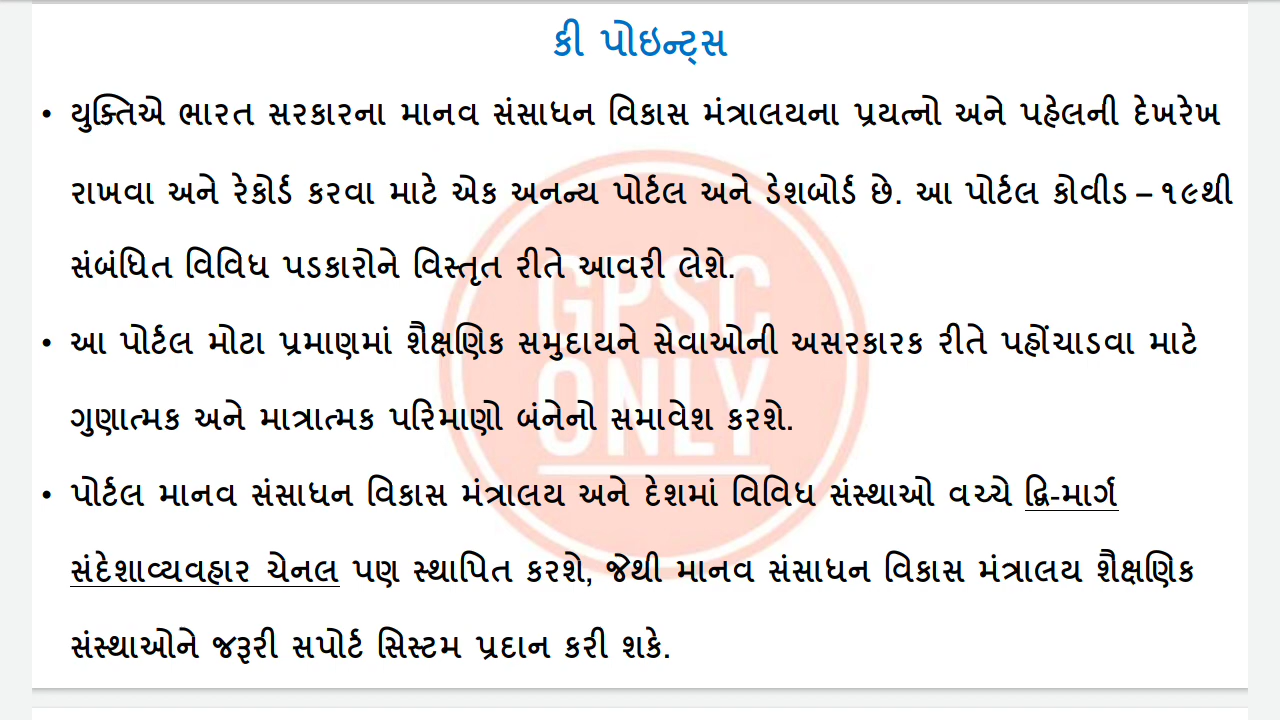 કી પોઇન્ટ્સ
• યુક્તિએ ભારત સરકારના માનવ સંસાધન વિકાસ મંત્રાલયના પ્રયત્નો અને પહેલની દેખરેખ
રાખવા અને રેકોર્ડ કરવા માટે એક અનન્ય પોર્ટલ અને ડેશબોર્ડ છે. આ પોર્ટલ કોવીડ – ૧૯થી
સંબંધિત વિવિધ પડકારોને વિસ્તૃત રીતે આવરી લેશે.
• આ પોર્ટલ મોટા પ્રમાણમાં શૈક્ષણિક સમુદાયને સેવાઓની અસરકારક રીતે પહોંચાડવા માટે
ગુણાત્મક અને માત્રાત્મક પરિમાણો બંનેનો સમાવેશ કરશે.
• પોર્ટલ માનવ સંસાધન વિકાસ મંત્રાલય અને દેશમાં વિવિધ સંસ્થાઓ વચ્ચે દ્વિ-માર્ગ
સંદેશાવ્યવહાર ચેનલ પણ સ્થાપિત કરશે, જેથી માનવ સંસાધન વિકાસ મંત્રાલય શૈક્ષણિક
સંસ્થાઓને જરૂરી સપોર્ટ સિસ્ટમ પ્રદાન કરી શકે.
GPSC
ONLY